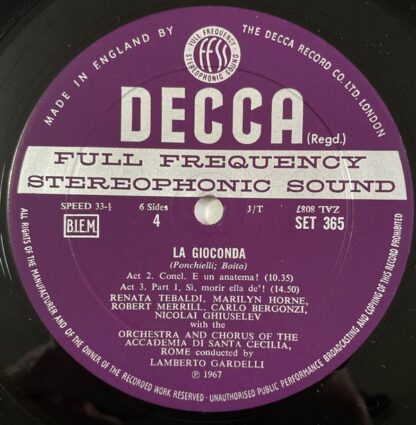 MADE IN ENGLAND BY
THE DECCA RECORD CO. LTD. LONDON.
FULL FREQUENCY
ffss
STEREOPHONIC SOUND
DECCA
(Regd.)
FULL FREQUENCY
STEREOPHONIC SOUND
SPEED 33-⅓
6 Sides
J/T
ZAL 8087
B.I.E.M.
4
SET 365
LA GIOCONDA
(Ponchielli; Boito)
Act 2. Concl. E un anatema! (10.35)
Act 3. Part 1, Sì, morir ella de'! (14.50)
RENATA TEBALDI, MARILYN HORNE,
ROBERT MERRILL, CARLO BERGONZI,
NICOLAI GHIUSELEV
with the
ORCHESTRA AND CHORUS OF THE
ACCADEMIA DI SANTA CECILIA,
ROME conducted by
LAMBERTO GARDELLI
℗ 1967
ALL RIGHTS OF THE MANUFACTURER AND OF THE OWNER OF THE RECORDED WORK RESERVED · UNAUTHORISED PUBLIC PERFORMANCE BROADCASTING AND COPYING OF THIS RECORD PROHIBITED